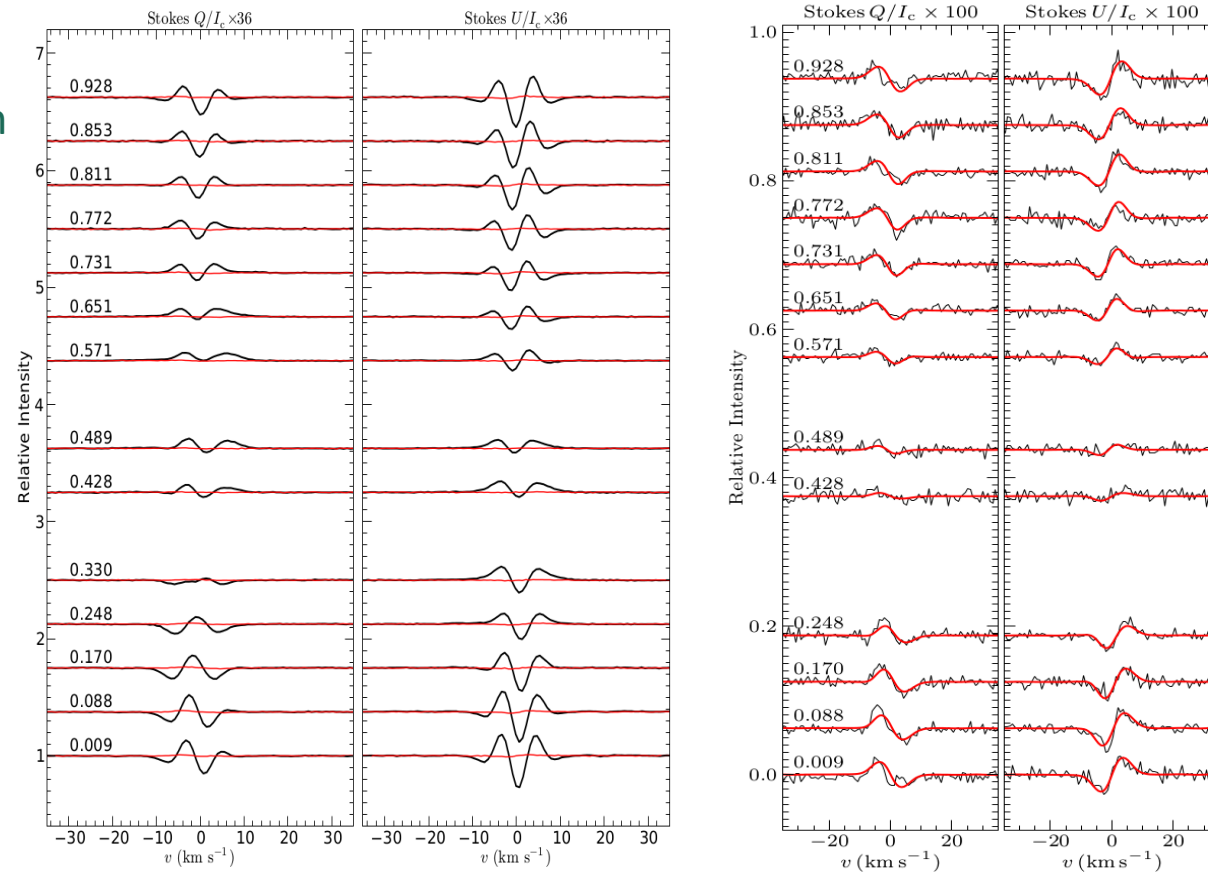 n
Stokes Q/Ic×36
Stokes U/Ic×36
Relative Intensity
7
6
5
4
3
2
1
0.928
0.853
0.811
0.772
0.731
0.651
0.571
0.489
0.428
0.330
0.248
0.170
0.088
0.009
−30 −20 −10 0 10 20 30
v (km s⁻¹)
−30 −20 −10 0 10 20 30
v (km s⁻¹)
Stokes Q/Ic × 100
Stokes U/Ic × 100
Relative Intensity
1.0
0.8
0.6
0.4
0.2
0.0
0.928
0.853
0.811
0.772
0.731
0.651
0.571
0.489
0.428
0.248
0.170
0.088
0.009
−20 0 20
v (km s⁻¹)
−20 0 20
v (km s⁻¹)